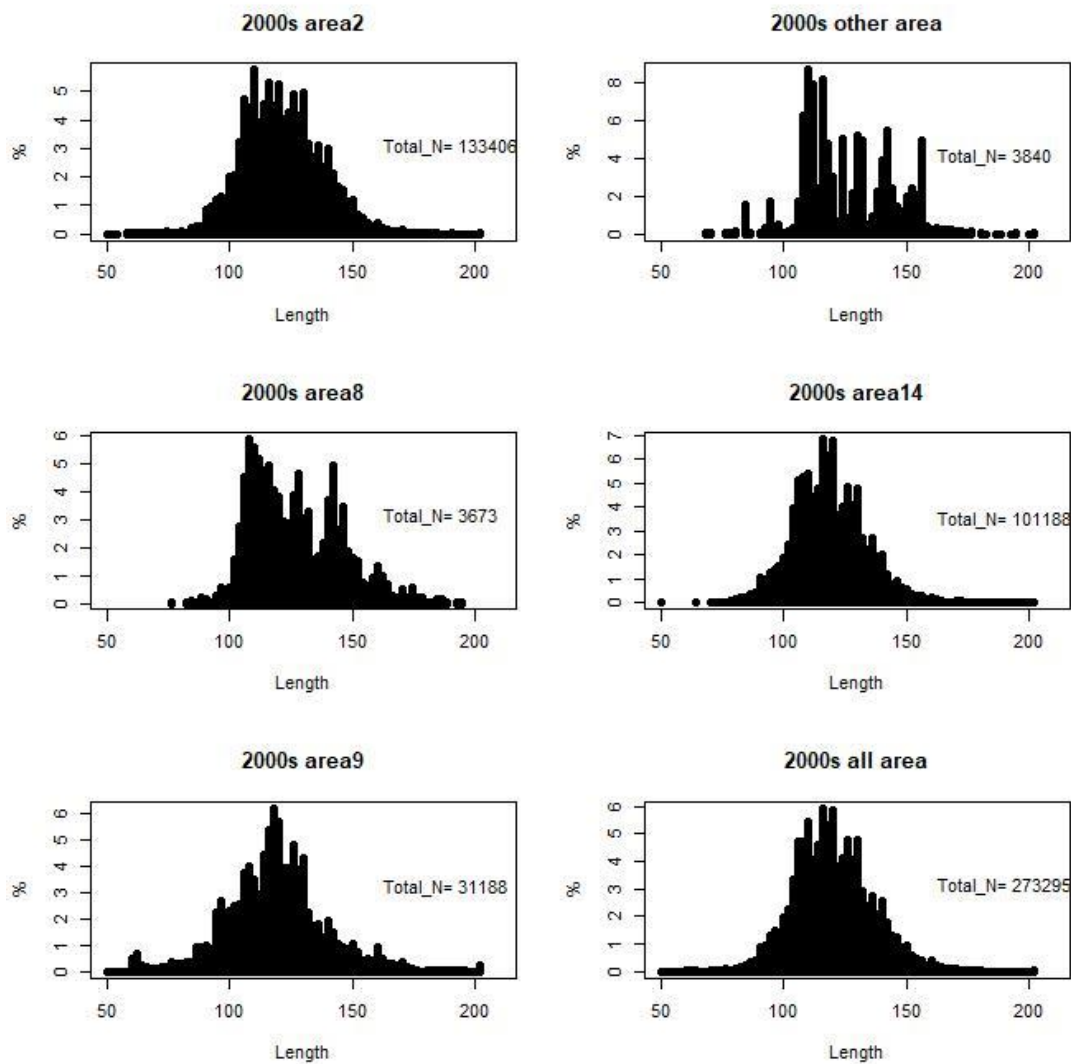 2000s area2
%
5
4
3
2
1
0
Total_N= 133406
50 100 150 200
Length
2000s other area
%
8
6
4
2
0
Total_N= 3840
50 100 150 200
Length
2000s area8
%
6
5
4
3
2
1
0
Total_N= 3673
50 100 150 200
Length
2000s area14
%
7
6
5
4
3
2
1
0
Total_N= 101188
50 100 150 200
Length
2000s area9
%
6
5
4
3
2
1
0
Total_N= 31188
50 100 150 200
Length
2000s all area
%
6
5
4
3
2
1
0
Total_N= 273295
50 100 150 200
Length